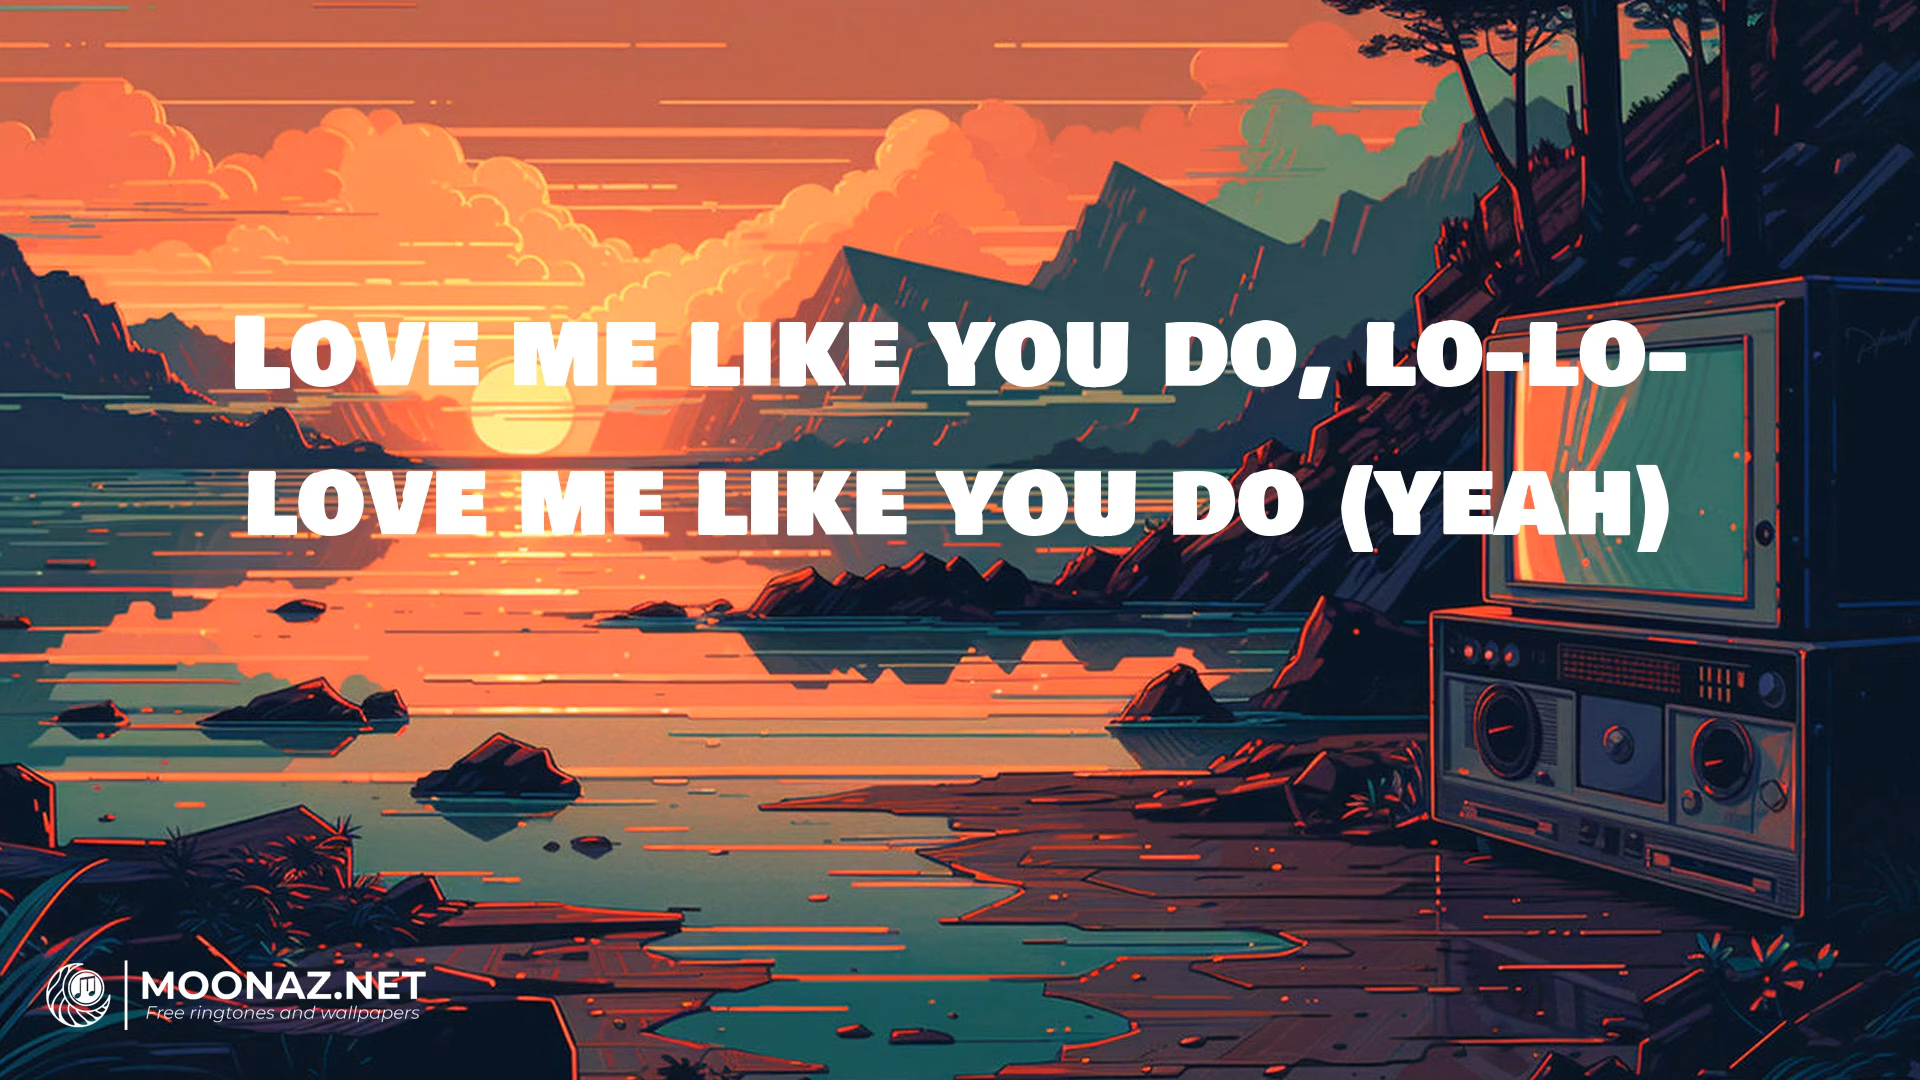 Love me like you do, lo-lo-
love me like you do (yeah)
MOONAZ.NET
Free ringtones and wallpapers